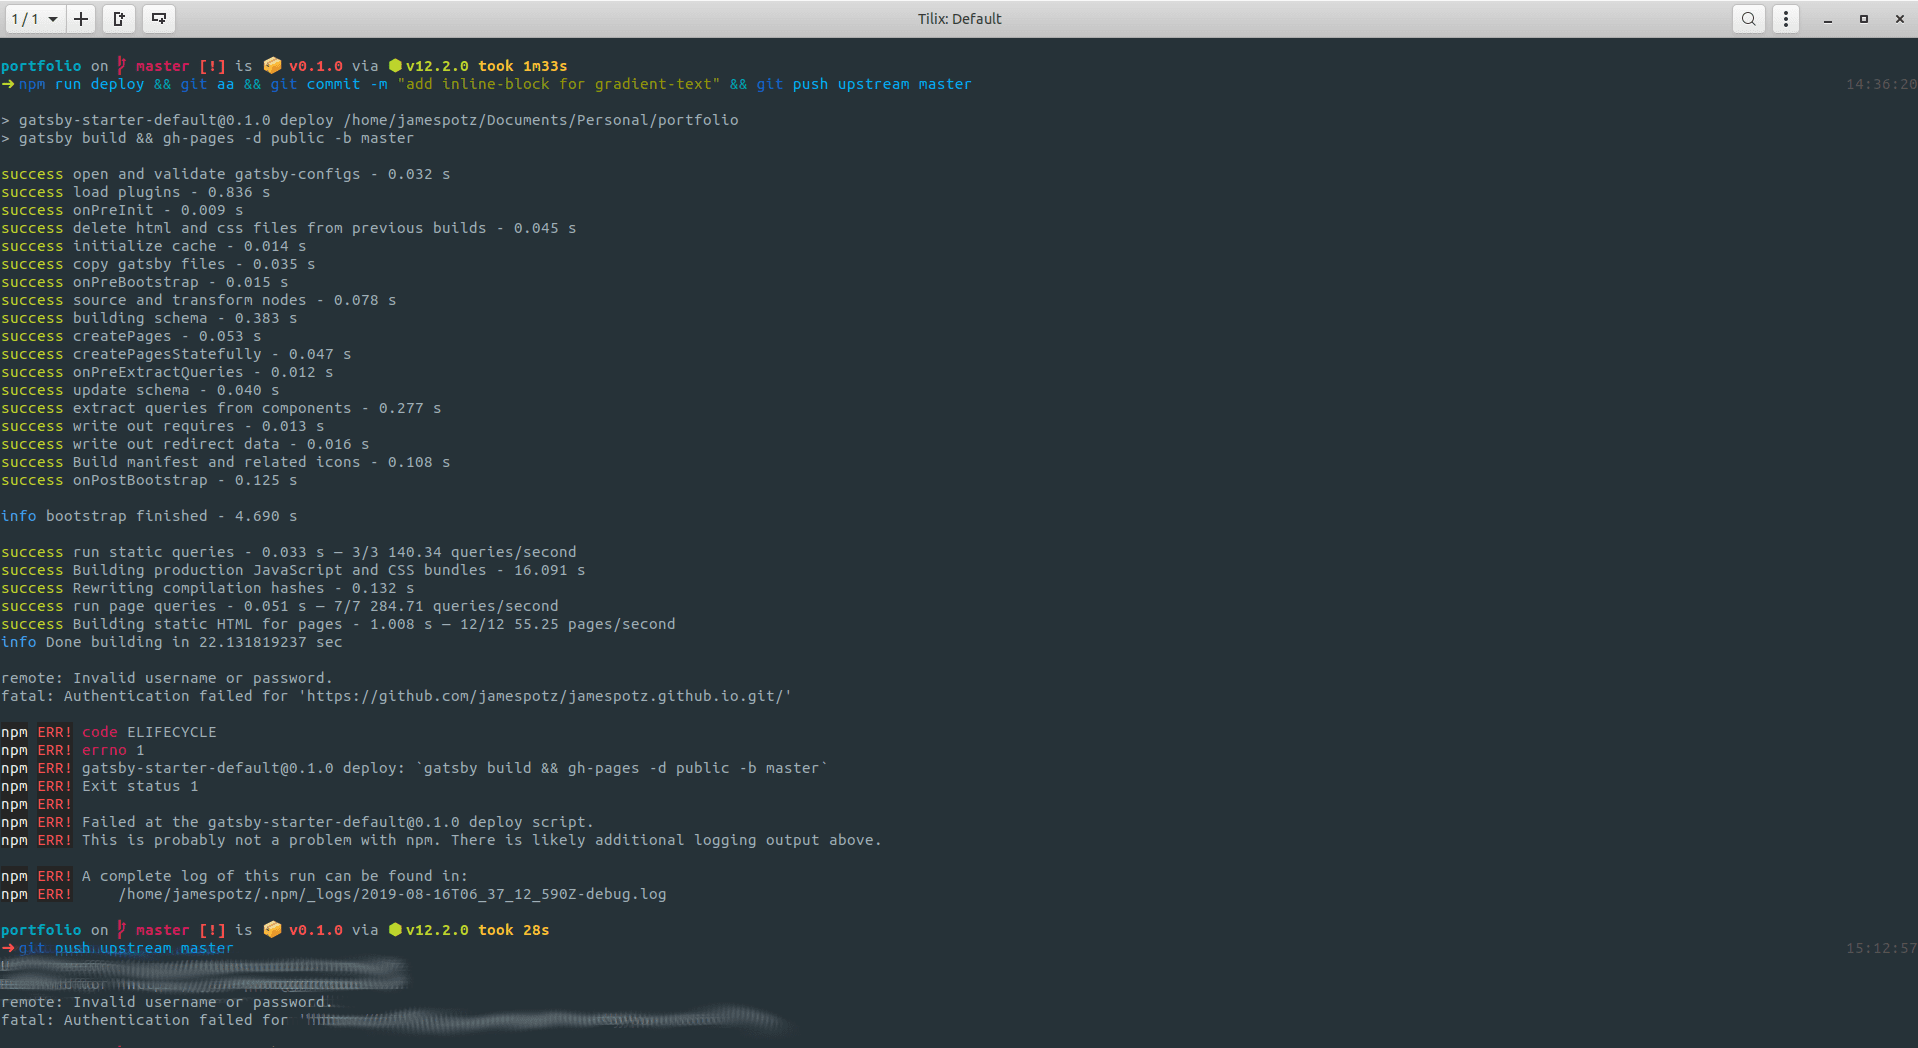 1 / 1
Tilix: Default
portfolio on master [!] is v0.1.0 via v12.2.0 took 1m33s
➜ npm run deploy && git aa && git commit -m "add inline-block for gradient-text" && git push upstream master 14:36:20
> gatsby-starter-default@0.1.0 deploy /home/jamespotz/Documents/Personal/portfolio
> gatsby build && gh-pages -d public -b master
success open and validate gatsby-configs - 0.032 s
success load plugins - 0.836 s
success onPreInit - 0.009 s
success delete html and css files from previous builds - 0.045 s
success initialize cache - 0.014 s
success copy gatsby files - 0.035 s
success onPreBootstrap - 0.015 s
success source and transform nodes - 0.078 s
success building schema - 0.383 s
success createPages - 0.053 s
success createPagesStatefully - 0.047 s
success onPreExtractQueries - 0.012 s
success update schema - 0.040 s
success extract queries from components - 0.277 s
success write out requires - 0.013 s
success write out redirect data - 0.016 s
success Build manifest and related icons - 0.108 s
success onPostBootstrap - 0.125 s
info bootstrap finished - 4.690 s
success run static queries - 0.033 s — 3/3 140.34 queries/second
success Building production JavaScript and CSS bundles - 16.091 s
success Rewriting compilation hashes - 0.132 s
success run page queries - 0.051 s — 7/7 284.71 queries/second
success Building static HTML for pages - 1.008 s — 12/12 55.25 pages/second
info Done building in 22.131819237 sec
remote: Invalid username or password.
fatal: Authentication failed for 'https://github.com/jamespotz/jamespotz.github.io.git/'
npm ERR! code ELIFECYCLE
npm ERR! errno 1
npm ERR! gatsby-starter-default@0.1.0 deploy: `gatsby build && gh-pages -d public -b master`
npm ERR! Exit status 1
npm ERR!
npm ERR! Failed at the gatsby-starter-default@0.1.0 deploy script.
npm ERR! This is probably not a problem with npm. There is likely additional logging output above.
npm ERR! A complete log of this run can be found in:
npm ERR!     /home/jamespotz/.npm/_logs/2019-08-16T06_37_12_590Z-debug.log
portfolio on master [!] is v0.1.0 via v12.2.0 took 28s
➜ git push upstream master 15:12:57
remote: Invalid username or password.
fatal: Authentication failed for '